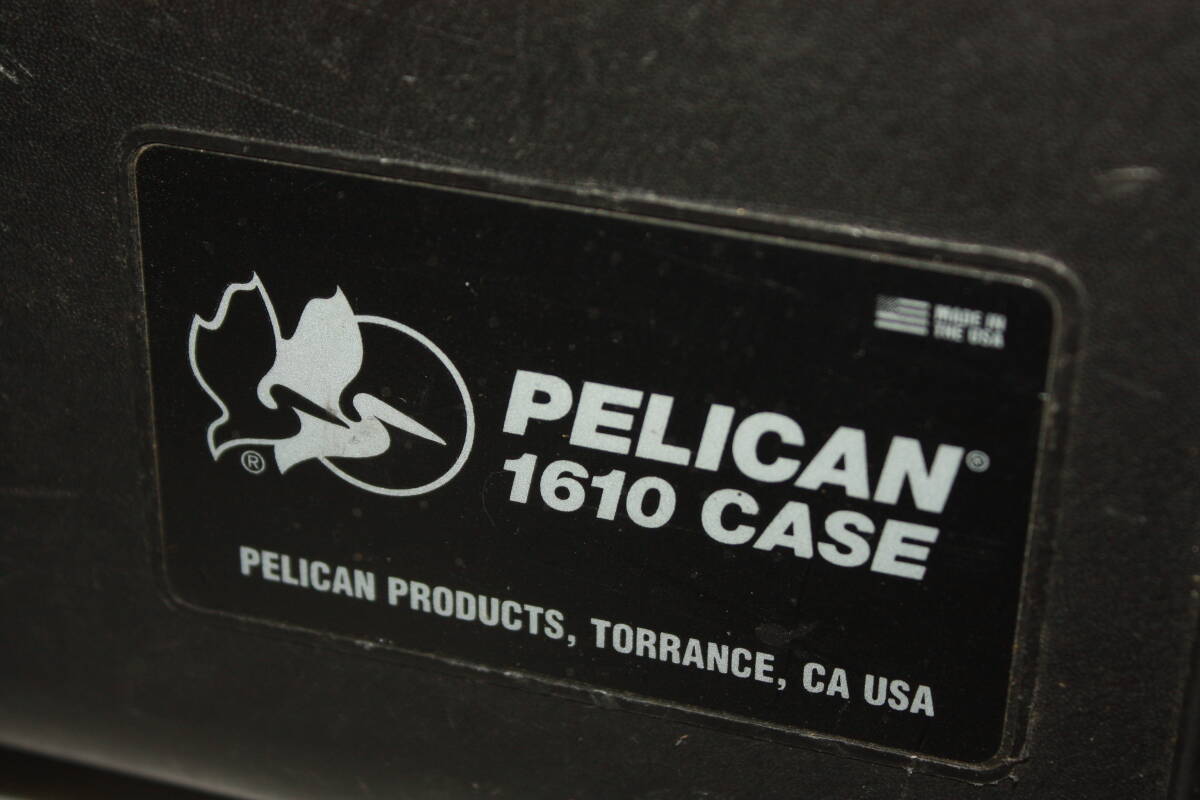 MADE IN
THE USA
PELICAN®
1610 CASE
®
PELICAN PRODUCTS, TORRANCE, CA USA